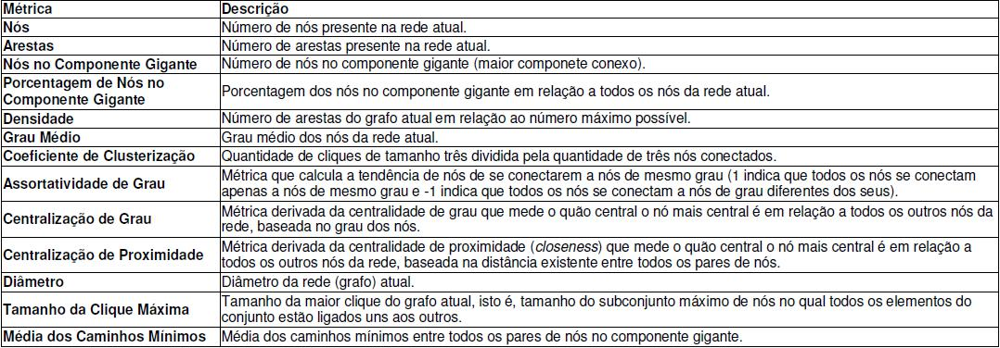 Métrica Descrição
Nós Número de nós presente na rede atual.
Arestas Número de arestas presente na rede atual.
Nós no Componente Gigante Número de nós no componente gigante (maior componete conexo).
Porcentagem de Nós no
Componente Gigante
Porcentagem dos nós no componente gigante em relação a todos os nós da rede atual.
Densidade Número de arestas do grafo atual em relação ao número máximo possível.
Grau Médio Grau médio dos nós da rede atual.
Coeficiente de Clusterização Quantidade de cliques de tamanho três dividida pela quantidade de três nós conectados.
Assortatividade de Grau
Métrica que calcula a tendência de nós de se conectarem a nós de mesmo grau (1 indica que todos os nós se conectam
apenas a nós de mesmo grau e -1 indica que todos os nós se conectam a nós de grau diferentes dos seus).
Centralização de Grau
Métrica derivada da centralidade de grau que mede o quão central o nó mais central é em relação a todos os outros nós da
rede, baseada no grau dos nós.
Centralização de Proximidade
Métrica derivada da centralidade de proximidade (closeness) que mede o quão central o nó mais central é em relação a
todos os outros nós da rede, baseada na distância existente entre todos os pares de nós.
Diâmetro Diâmetro da rede (grafo) atual.
Tamanho da Clique Máxima
Tamanho da maior clique do grafo atual, isto é, tamanho do subconjunto máximo de nós no qual todos os elementos do
conjunto estão ligados uns aos outros.
Média dos Caminhos Mínimos Média dos caminhos mínimos entre todos os pares de nós no componente gigante.